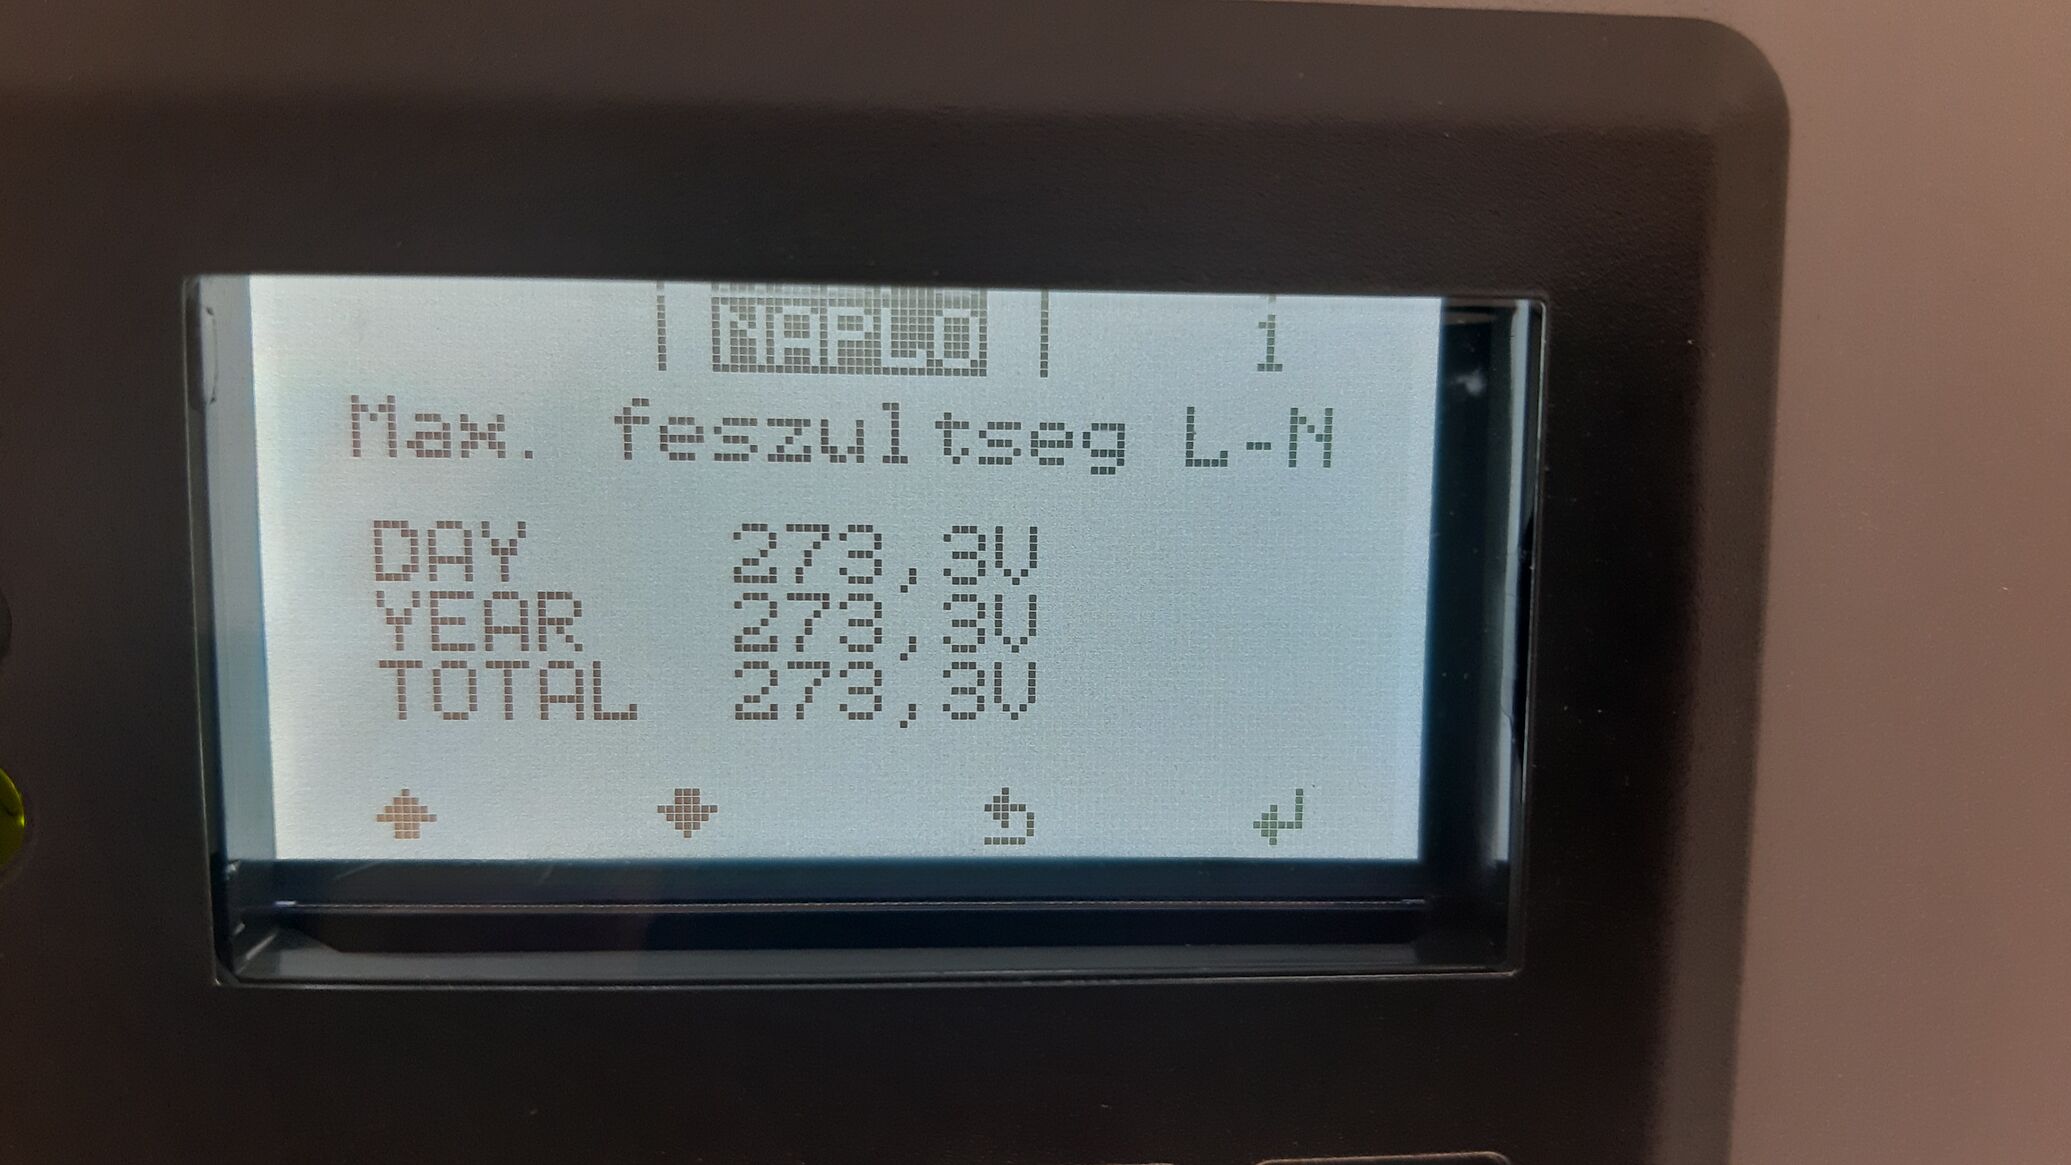 NAPLO 1
Max. feszultseg L-N
DAY 273,3V
YEAR 273,3V
TOTAL 273,3V